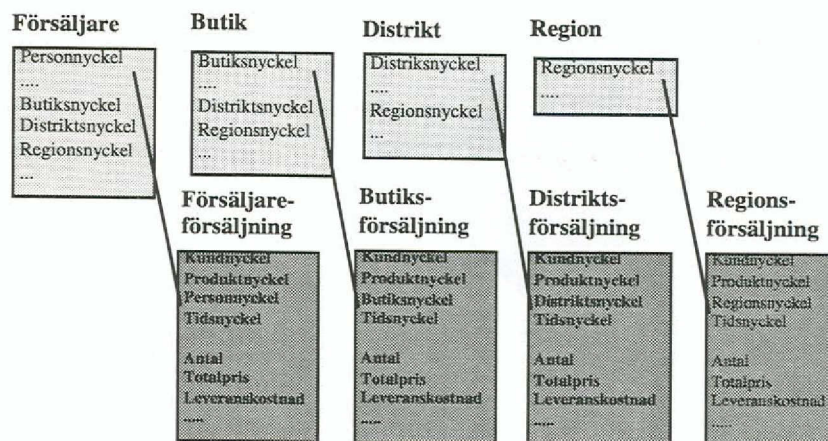 Försäljare
Personnyckel
....
Butiksnyckel
Distriktsnyckel
Regionsnyckel
...
Butik
Butiksnyckel
....
Distriktsnyckel
Regionsnyckel
...
Distrikt
Distriksnyckel
....
Regionsnyckel
...
Region
Regionsnyckel
....
Försäljare-
försäljning
Kundnyckel
Produktnyckel
Personnyckel
Tidsnyckel
Antal
Totalpris
Leveranskostnad
.....
Butiks-
försäljning
Kundnyckel
Produktnyckel
Butiksnyckel
Tidsnyckel
Antal
Totalpris
Leveranskostnad
.....
Distrikts-
försäljning
Kundnyckel
Produktnyckel
Distriktsnyckel
Tidsnyckel
Antal
Totalpris
Leveranskostnad
.....
Regions-
försäljning
Kundnyckel
Produktnyckel
Regionsnyckel
Tidsnyckel
Antal
Totalpris
Leveranskostnad
.....